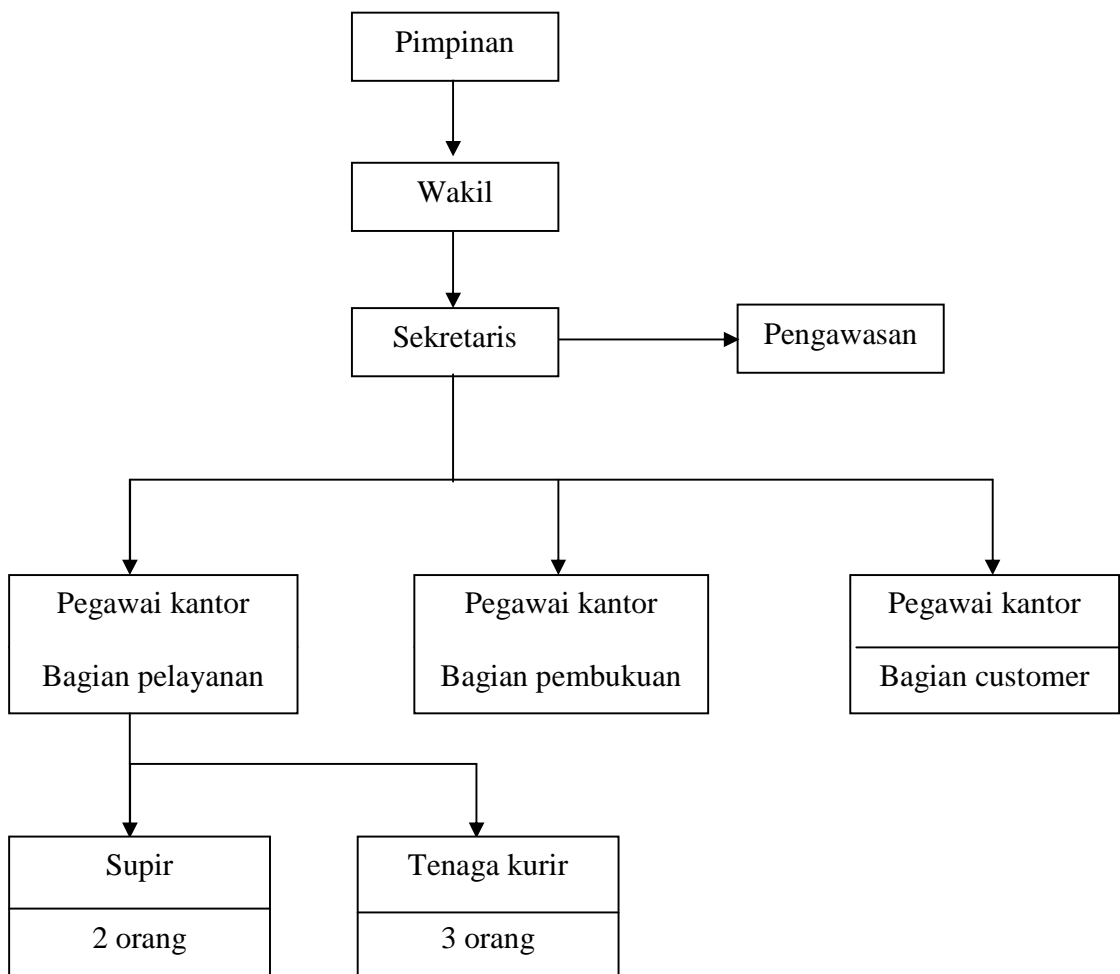 Pimpinan
Wakil
Sekretaris
Pengawasan
Pegawai kantor
Bagian pelayanan
Pegawai kantor
Bagian pembukuan
Pegawai kantor
Bagian customer
Supir
2 orang
Tenaga kurir
3 orang